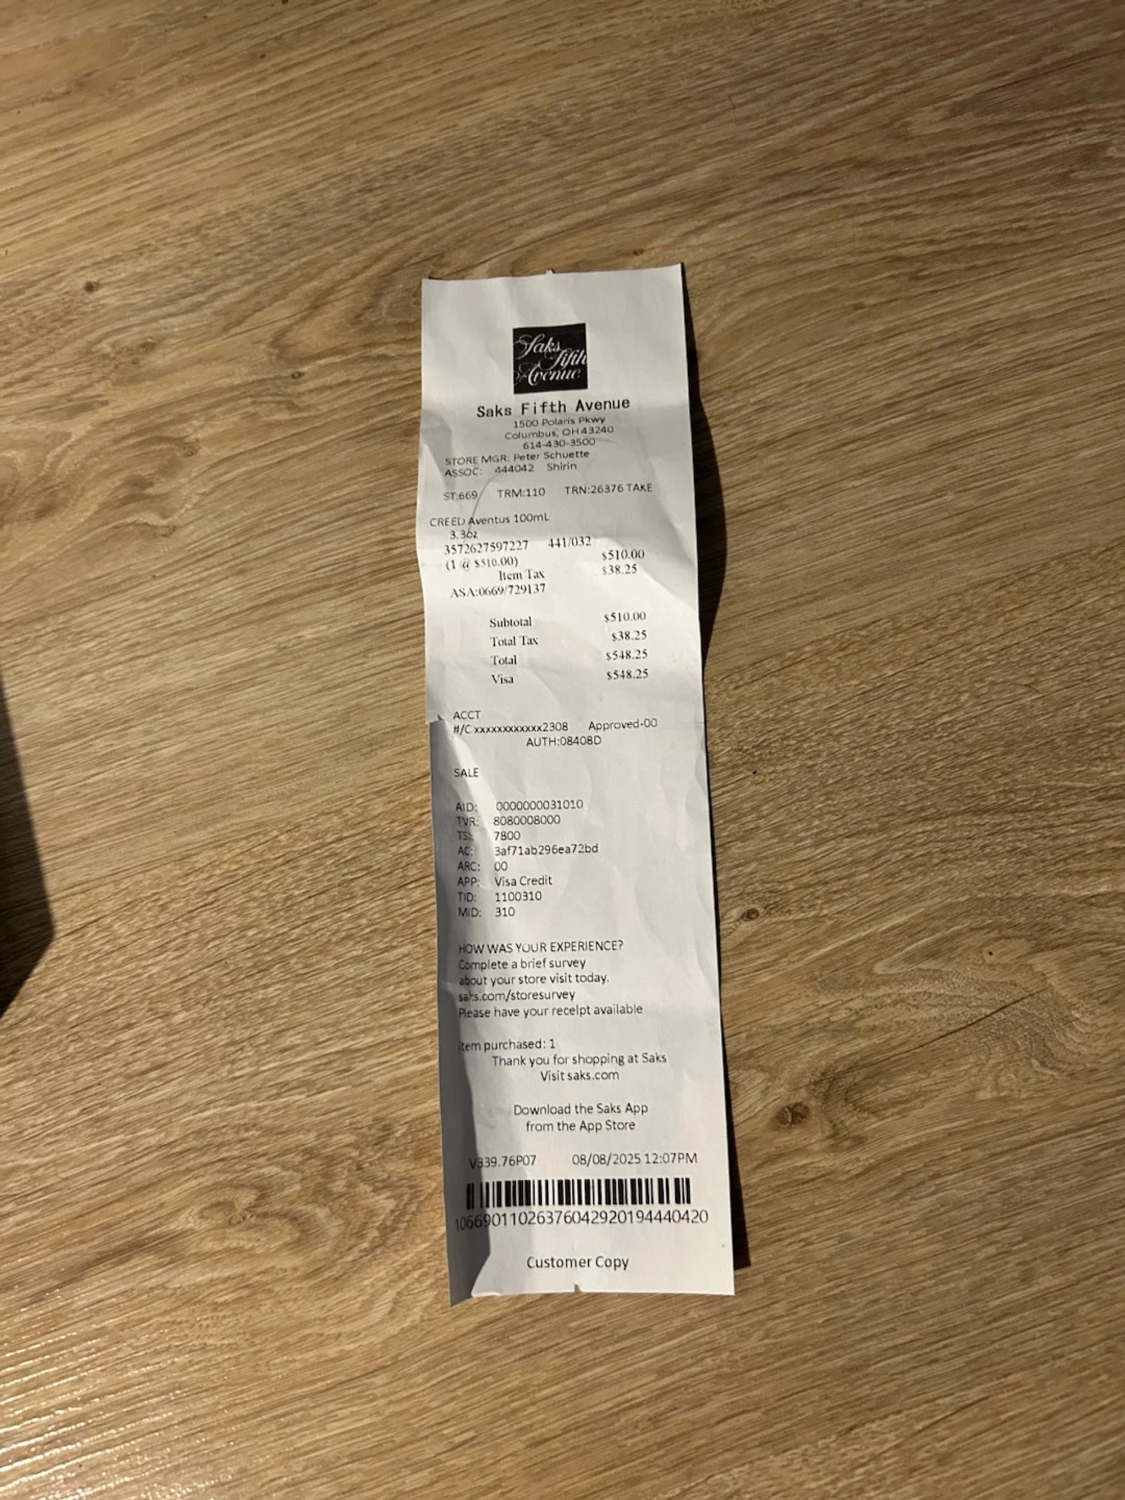 Saks
Fifth
Avenue
Saks Fifth Avenue
1500 Polaris Pkwy
Columbus, OH 43240
614-430-3500
STORE MGR: Peter Schuette
ASSOC: 444042 Shirin
ST:669 TRM:110 TRN:26376 TAKE
CREED Aventus 100mL
3.3oz
3572627597227 441/032
(1 @ $510.00) $510.00
Item Tax $38.25
ASA:0669/729137
Subtotal $510.00
Total Tax $38.25
Total $548.25
Visa $548.25
ACCT
#/C xxxxxxxxxxxx2308 Approved-00
AUTH:08408D
SALE
AID: 0000000031010
TVR: 8080008000
TSI: 7800
AC: 3af71ab296ea72bd
ARC: 00
APP: Visa Credit
TID: 1100310
MID: 310
HOW WAS YOUR EXPERIENCE?
Complete a brief survey
about your store visit today.
saks.com/storesurvey
Please have your receipt available
Item purchased: 1
Thank you for shopping at Saks
Visit saks.com
Download the Saks App
from the App Store
V339.76P07 08/08/2025 12:07PM
10669011026376042920194440420
Customer Copy